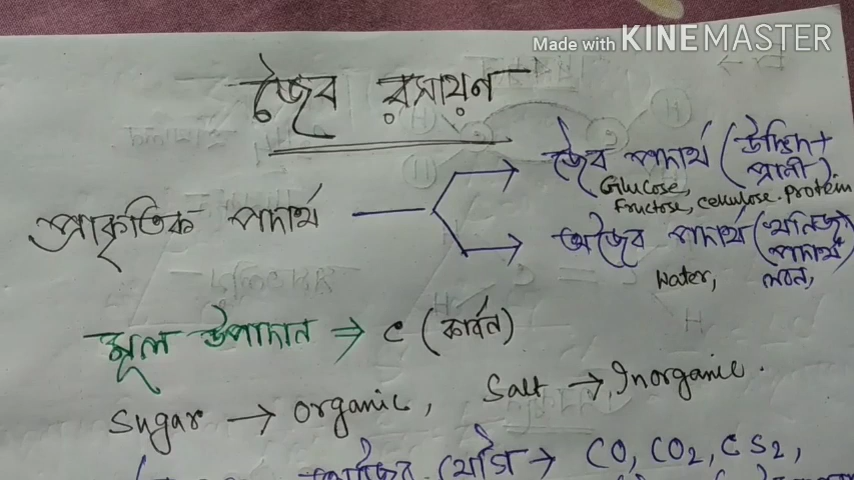 Made with KINEMASTER
জৈব রসায়ন
জৈব পদার্থ (উদ্ভিদ +
প্রানী)
Glucose,
Fructose, cellulose. protein
প্রাকৃতিক পদার্থ
অজৈব পদার্থ (খনিজ
পদার্থ)
Water, লবন,
মূল উপাদান → C (কার্বন)
Sugar → organic, Salt → Inorganic.
যৌগ → CO, CO2, CS2,